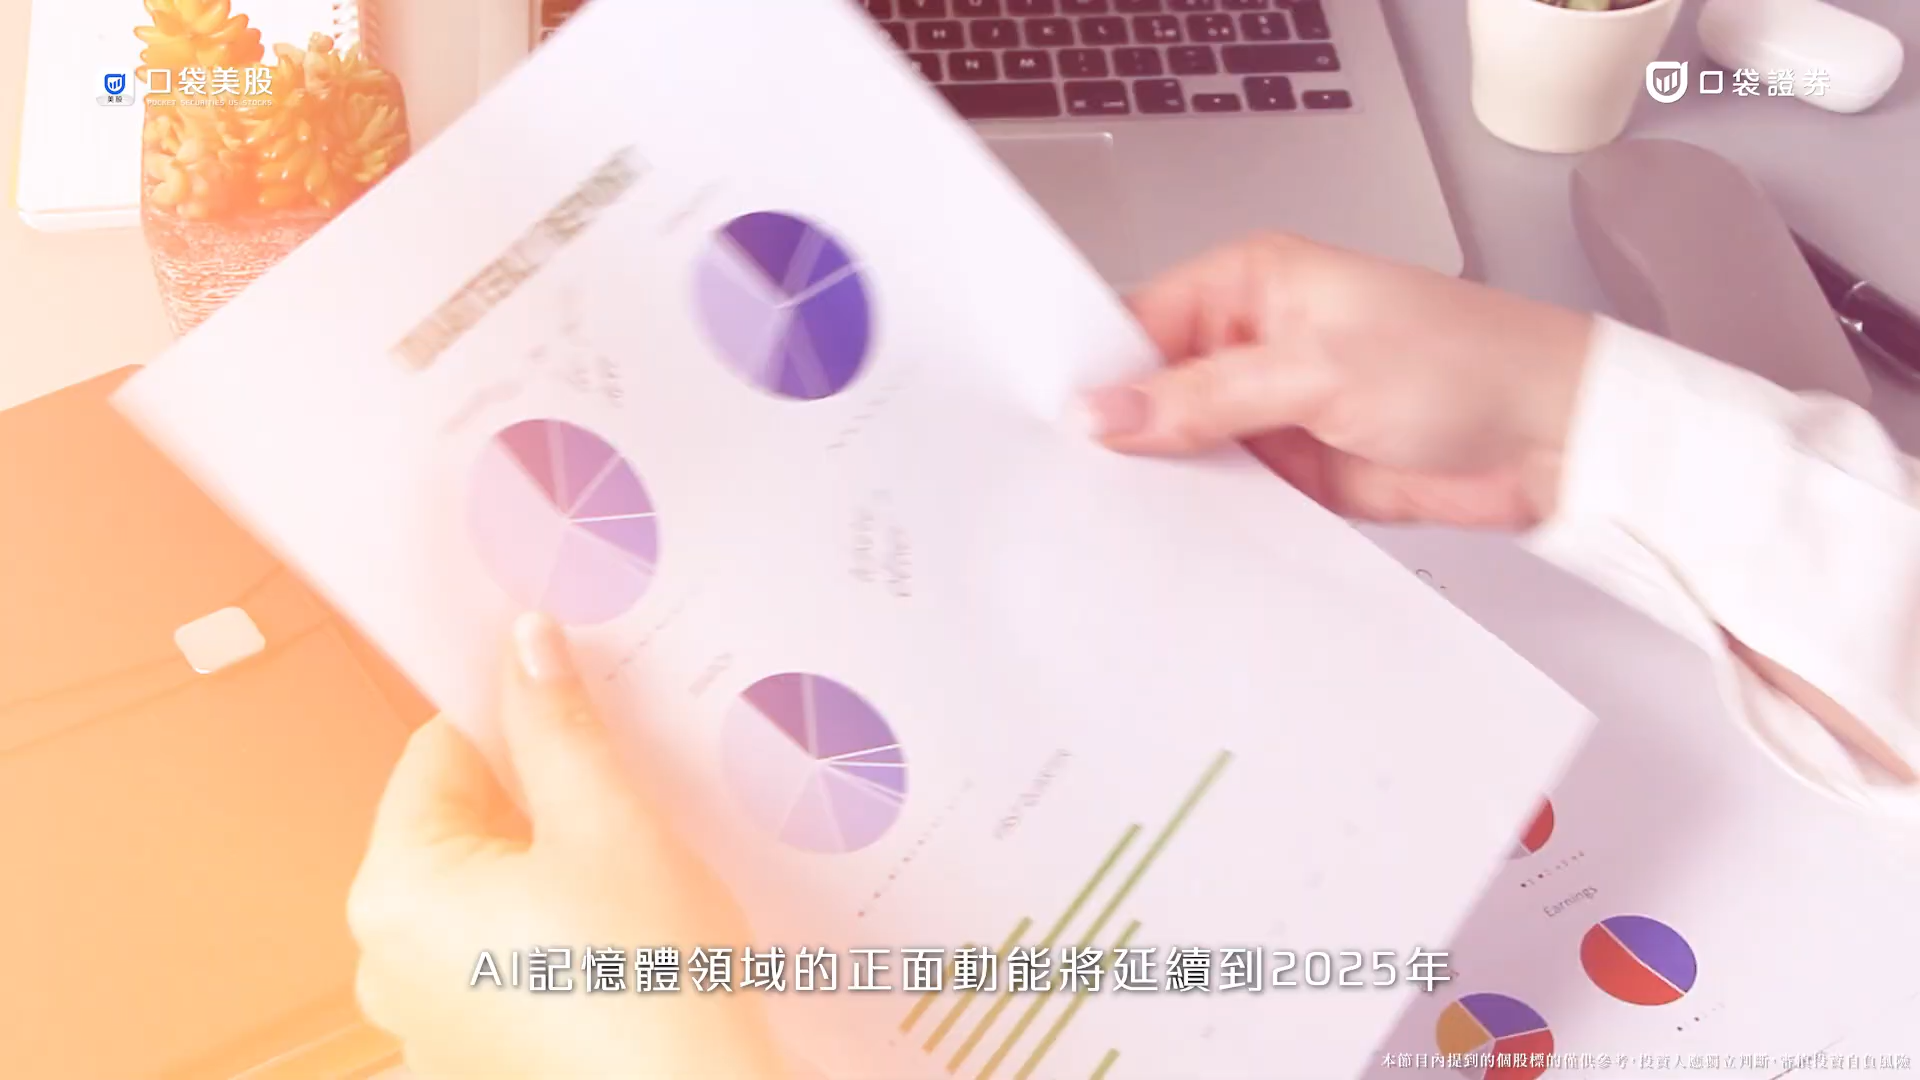 口袋美股
POCKET SECURITIES US STOCKS
美股
口袋證券
Earnings
AI記憶體領域的正面動能將延續到2025年
本節目內提到的個股標的僅供參考,投資人應獨立判斷,審慎投資自負風險